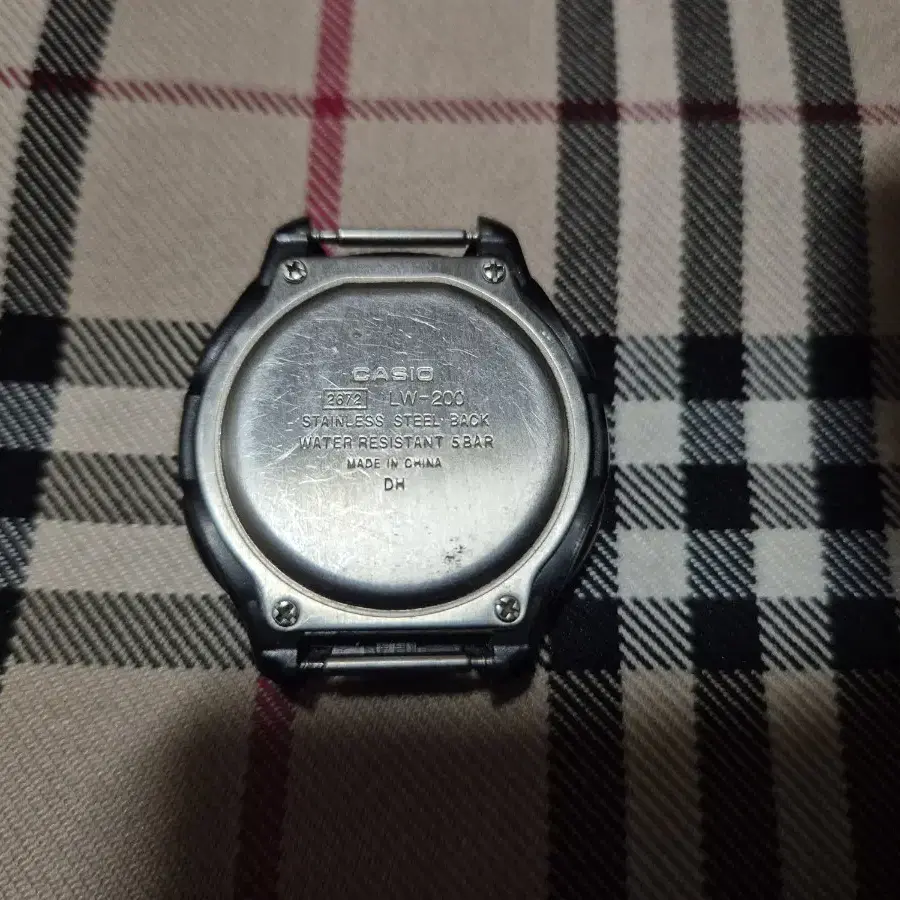 CASIO
2672 LW-200
STAINLESS STEEL BACK
WATER RESISTANT 5BAR
MADE IN CHINA
DH